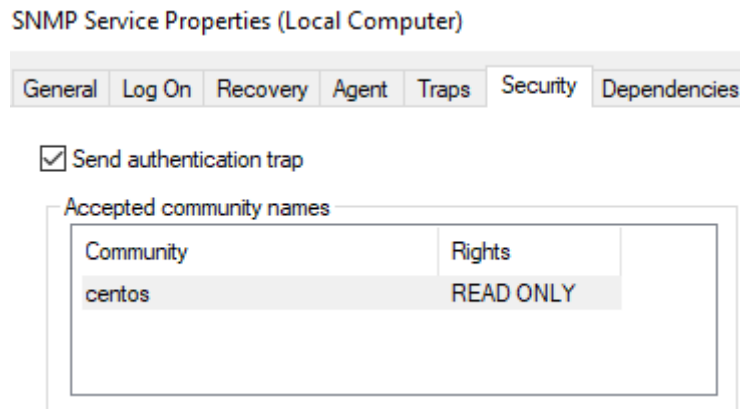 SNMP Service Properties (Local Computer)
General Log On Recovery Agent Traps Security Dependencies
Send authentication trap
Accepted community names
Community Rights
centos READ ONLY